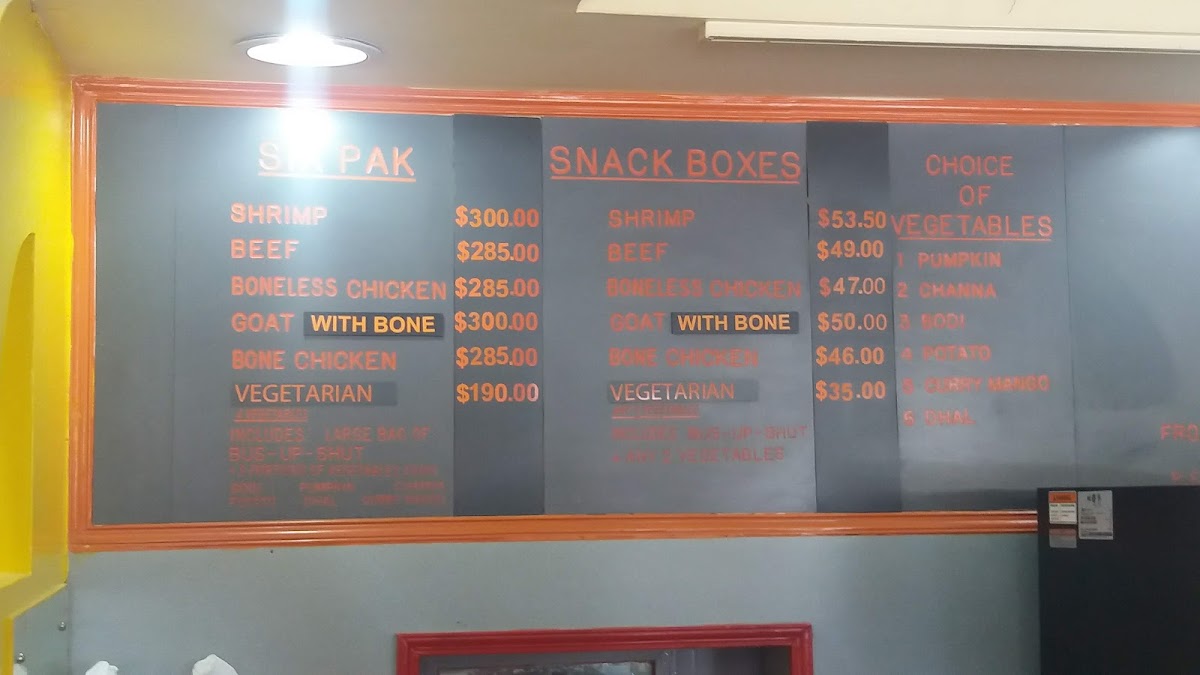 SIX PAK
SHRIMP $300.00
BEEF $285.00
BONELESS CHICKEN $285.00
GOAT WITH BONE $300.00
BONE CHICKEN $285.00
VEGETARIAN $190.00
INCLUDES LARGE BAG OF
BUS-UP-SHUT
PUMPKIN
DHAL
SNACK BOXES
SHRIMP $53.50
BEEF $49.00
BONELESS CHICKEN $47.00
GOAT WITH BONE $50.00
BONE CHICKEN $46.00
VEGETARIAN $35.00
BUS-UP-SHUT
2 VEGETABLES
CHOICE
OF
VEGETABLES
1 PUMPKIN
2 CHANNA
3 BODI
4 POTATO
5 CURRY MANGO
6 DHAL